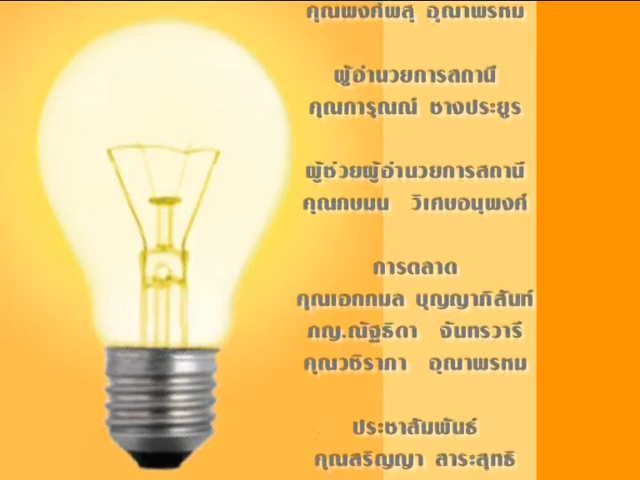 คุณพงศ์พสุ อุณาพรหม
ผู้อำนวยการสถานี
คุณการุณณ์ ชางประยูร
ผู้ช่วยผู้อำนวยการสถานี
คุณกษมน วิเศษอนุพงศ์
การตลาด
คุณเอกกมล บุญญาภิสันท์
ภญ.ณัฐธิดา จันทรวารี
คุณวชิราภา อุณาพรหม
ประชาสัมพันธ์
คุณสริญญา สาระสุทธิ